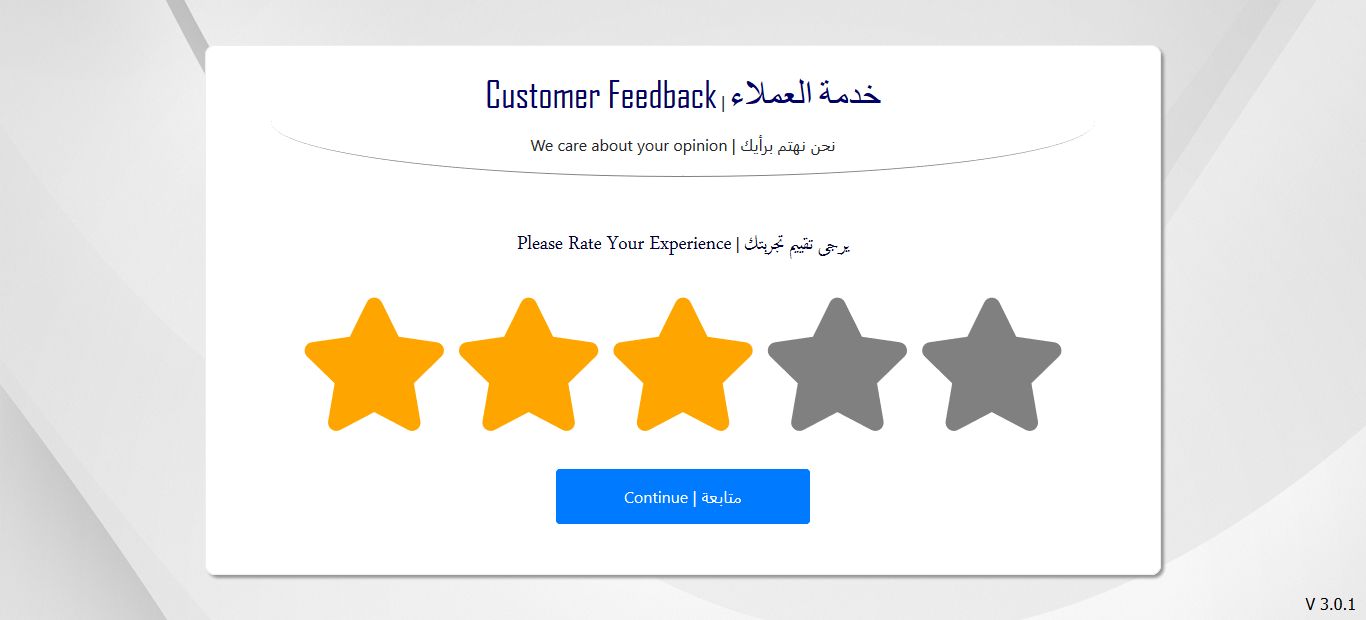 Customer Feedback | خدمة العملاء
We care about your opinion | نحن نهتم برأيك
Please Rate Your Experience | يرجى تقييم تجربتك
Continue | متابعة
V 3.0.1